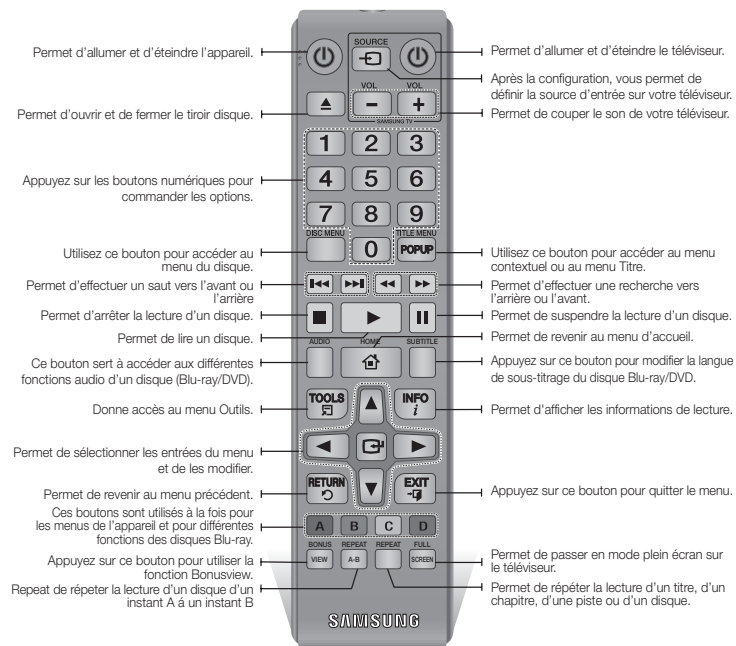 Permet d'allumer et d'éteindre l'appareil.
Permet d'ouvrir et de fermer le tiroir disque.
Appuyez sur les boutons numériques pour
commander les options.
Utilisez ce bouton pour accéder au
menu du disque.
Permet d'effectuer un saut vers l'avant ou
l'arrière
Permet d'arrêter la lecture d'un disque.
Permet de lire un disque.
Ce bouton sert à accéder aux différentes
fonctions audio d'un disque (Blu-ray/DVD).
Donne accès au menu Outils.
Permet de sélectionner les entrées du menu
et de les modifier.
Permet de revenir au menu précédent.
Ces boutons sont utilisés à la fois pour
les menus de l'appareil et pour différentes
fonctions des disques Blu-ray.
Appuyez sur ce bouton pour utiliser la
fonction Bonusview.
Repeat de répeter la lecture d'un disque d'un
instant A á un instant B
SOURCE
VOL VOL
SAMSUNG TV
1 2 3
4 5 6
7 8 9
DISC MENU TITLE MENU
0 POPUP
AUDIO HOME SUBTITLE
TOOLS INFO
i
RETURN EXIT
A B C D
BONUS REPEAT REPEAT FULL
VIEW A-B SCREEN
SAMSUNG
Permet d'allumer et d'éteindre le téléviseur.
Après la configuration, vous permet de
définir la source d'entrée sur votre téléviseur.
Permet de couper le son de votre téléviseur.
Utilisez ce bouton pour accéder au menu
contextuel ou au menu Titre.
Permet d'effectuer une recherche vers
l'arrière ou l'avant.
Permet de suspendre la lecture d'un disque.
Permet de revenir au menu d'accueil.
Appuyez sur ce bouton pour modifier la langue
de sous-titrage du disque Blu-ray/DVD.
Permet d'afficher les informations de lecture.
Appuyez sur ce bouton pour quitter le menu.
Permet de passer en mode plein écran sur
le téléviseur.
Permet de répéter la lecture d'un titre, d'un
chapitre, d'une piste ou d'un disque.